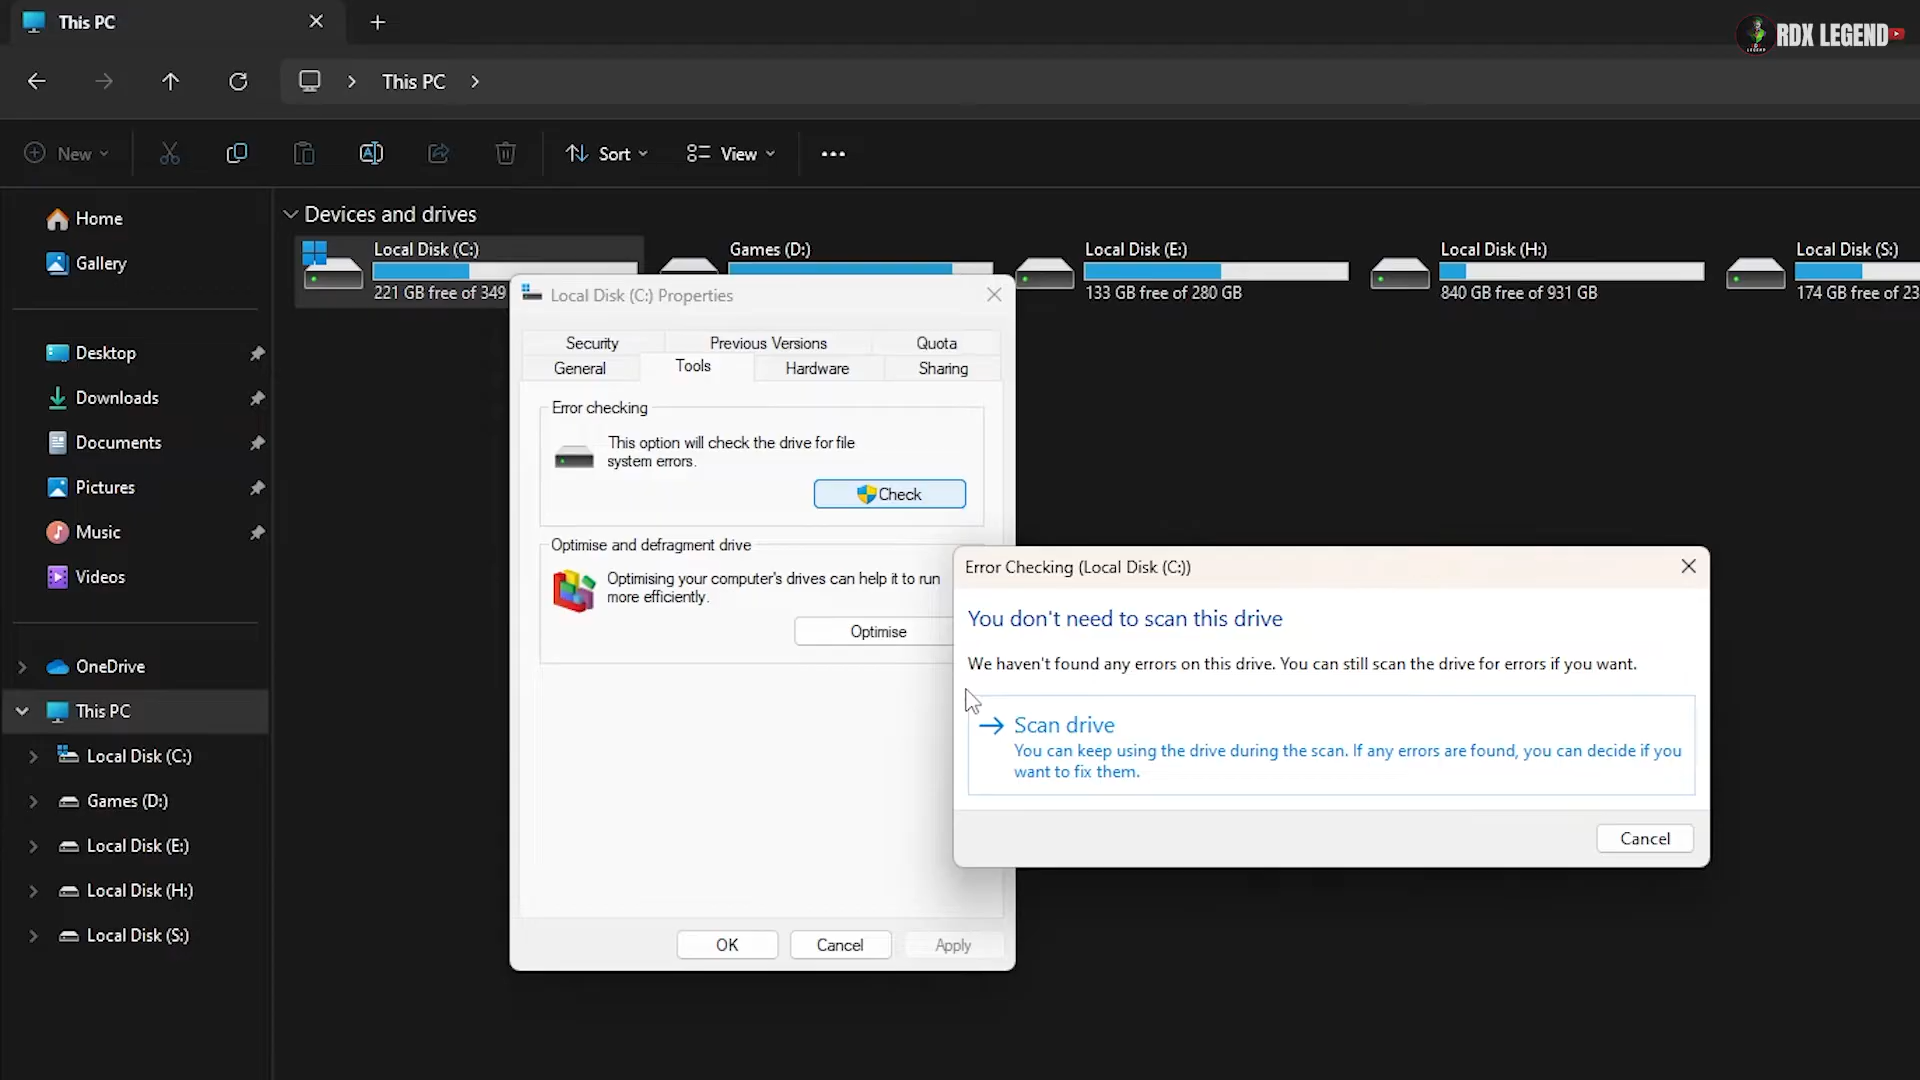 This PC
RDX LEGEND
This PC
New
Sort
View
Home
Gallery
Desktop
Downloads
Documents
Pictures
Music
Videos
OneDrive
This PC
Local Disk (C:)
Games (D:)
Local Disk (E:)
Local Disk (H:)
Local Disk (S:)
Devices and drives
Local Disk (C:)
221 GB free of 349
Games (D:)
Local Disk (E:)
133 GB free of 280 GB
Local Disk (H:)
840 GB free of 931 GB
Local Disk (S:)
174 GB free of 23
Local Disk (C:) Properties
Security
Previous Versions
Quota
General
Tools
Hardware
Sharing
Error checking
This option will check the drive for file
system errors.
Check
Optimise and defragment drive
Optimising your computer's drives can help it to run
more efficiently.
Optimise
OK
Cancel
Apply
Error Checking (Local Disk (C:))
You don't need to scan this drive
We haven't found any errors on this drive. You can still scan the drive for errors if you want.
Scan drive
You can keep using the drive during the scan. If any errors are found, you can decide if you
want to fix them.
Cancel